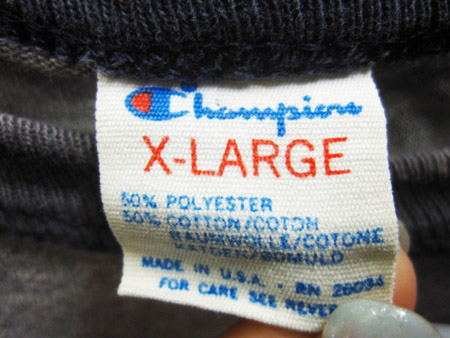 Champion
X-LARGE
50% POLYESTER
50% COTTON/COTON
BAUMWOLLE/COTONE
MADE IN U.S.A. - RN 26094
FOR CARE SEE REVER